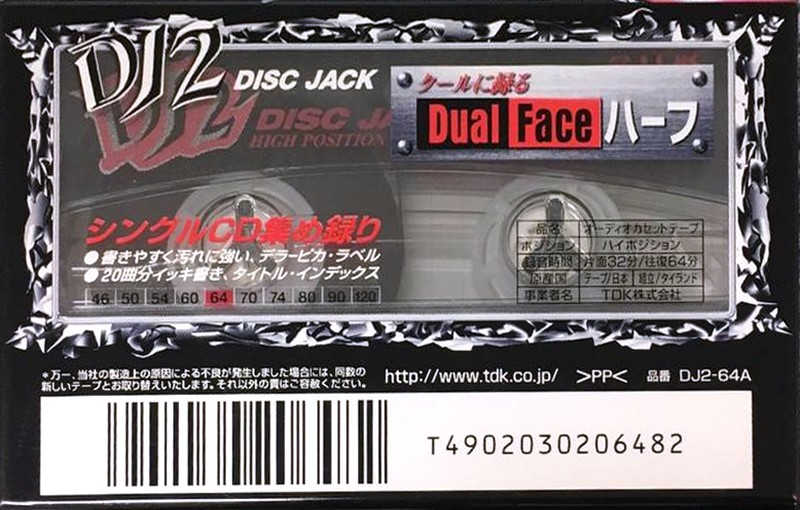 DJ2 DISC JACK
DISC JA
HIGH POSITION
クールに録る
Dual Face ハーフ
シンクルCD集め録り
●書きやすく汚れに強い、デラーピカ・ラベル
●20曲分イッキ書き、タイトル・インデックス
46 50 54 60 64 70 74 80 90 120
品名 オーディオカセットテープ
ポジション ハイポジション
録音時間 片面32分/往復64分
原産国 テープ/日本 組立/タイランド
事業者名 TDK株式会社
*万一、当社の製造上の原因による不良が発生しました場合には、同数の
新しいテープとお取り替えいたします。それ以外の責はご容赦ください。
http://www.tdk.co.jp/ >PP< 品番 DJ2-64A
T4902030206482